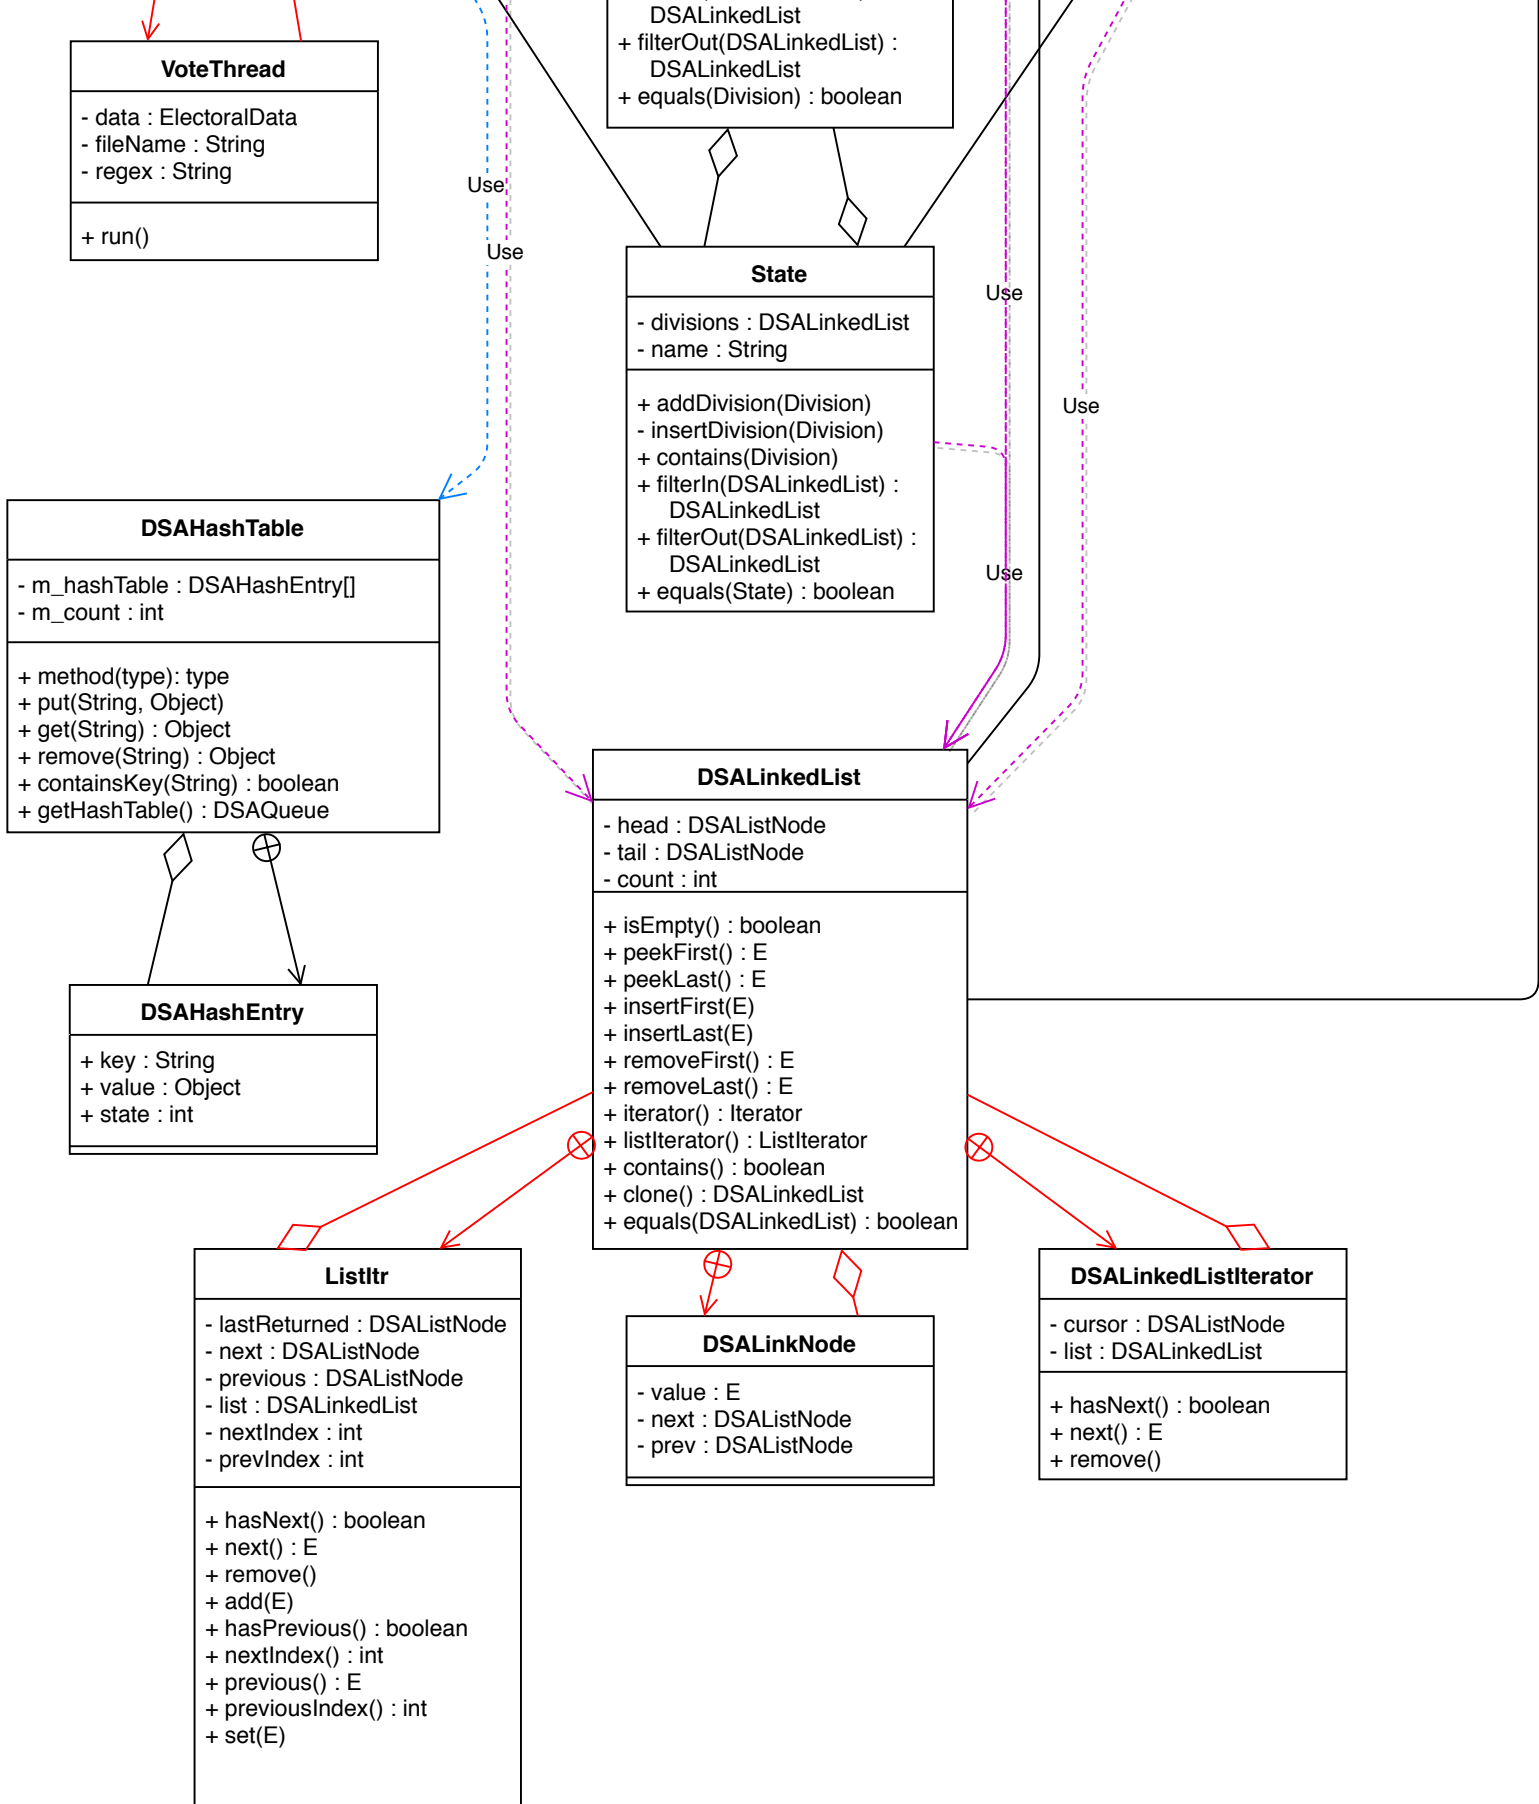 DSALinkedList
+ filterOut(DSALinkedList) :
DSALinkedList
+ equals(Division) : boolean
VoteThread
- data : ElectoralData
- fileName : String
- regex : String
+ run()
Use
Use
State
- divisions : DSALinkedList
- name : String
+ addDivision(Division)
- insertDivision(Division)
+ contains(Division)
+ filterIn(DSALinkedList) :
DSALinkedList
+ filterOut(DSALinkedList) :
DSALinkedList
+ equals(State) : boolean
Use
Use
Use
DSAHashTable
- m_hashTable : DSAHashEntry[]
- m_count : int
+ method(type): type
+ put(String, Object)
+ get(String) : Object
+ remove(String) : Object
+ containsKey(String) : boolean
+ getHashTable() : DSAQueue
DSAHashEntry
+ key : String
+ value : Object
+ state : int
DSALinkedList
- head : DSAListNode
- tail : DSAListNode
- count : int
+ isEmpty() : boolean
+ peekFirst() : E
+ peekLast() : E
+ insertFirst(E)
+ insertLast(E)
+ removeFirst() : E
+ removeLast() : E
+ iterator() : Iterator
+ listIterator() : ListIterator
+ contains() : boolean
+ clone() : DSALinkedList
+ equals(DSALinkedList) : boolean
ListItr
- lastReturned : DSAListNode
- next : DSAListNode
- previous : DSAListNode
- list : DSALinkedList
- nextIndex : int
- prevIndex : int
+ hasNext() : boolean
+ next() : E
+ remove()
+ add(E)
+ hasPrevious() : boolean
+ nextIndex() : int
+ previous() : E
+ previousIndex() : int
+ set(E)
DSALinkNode
- value : E
- next : DSAListNode
- prev : DSAListNode
DSALinkedListIterator
- cursor : DSAListNode
- list : DSALinkedList
+ hasNext() : boolean
+ next() : E
+ remove()